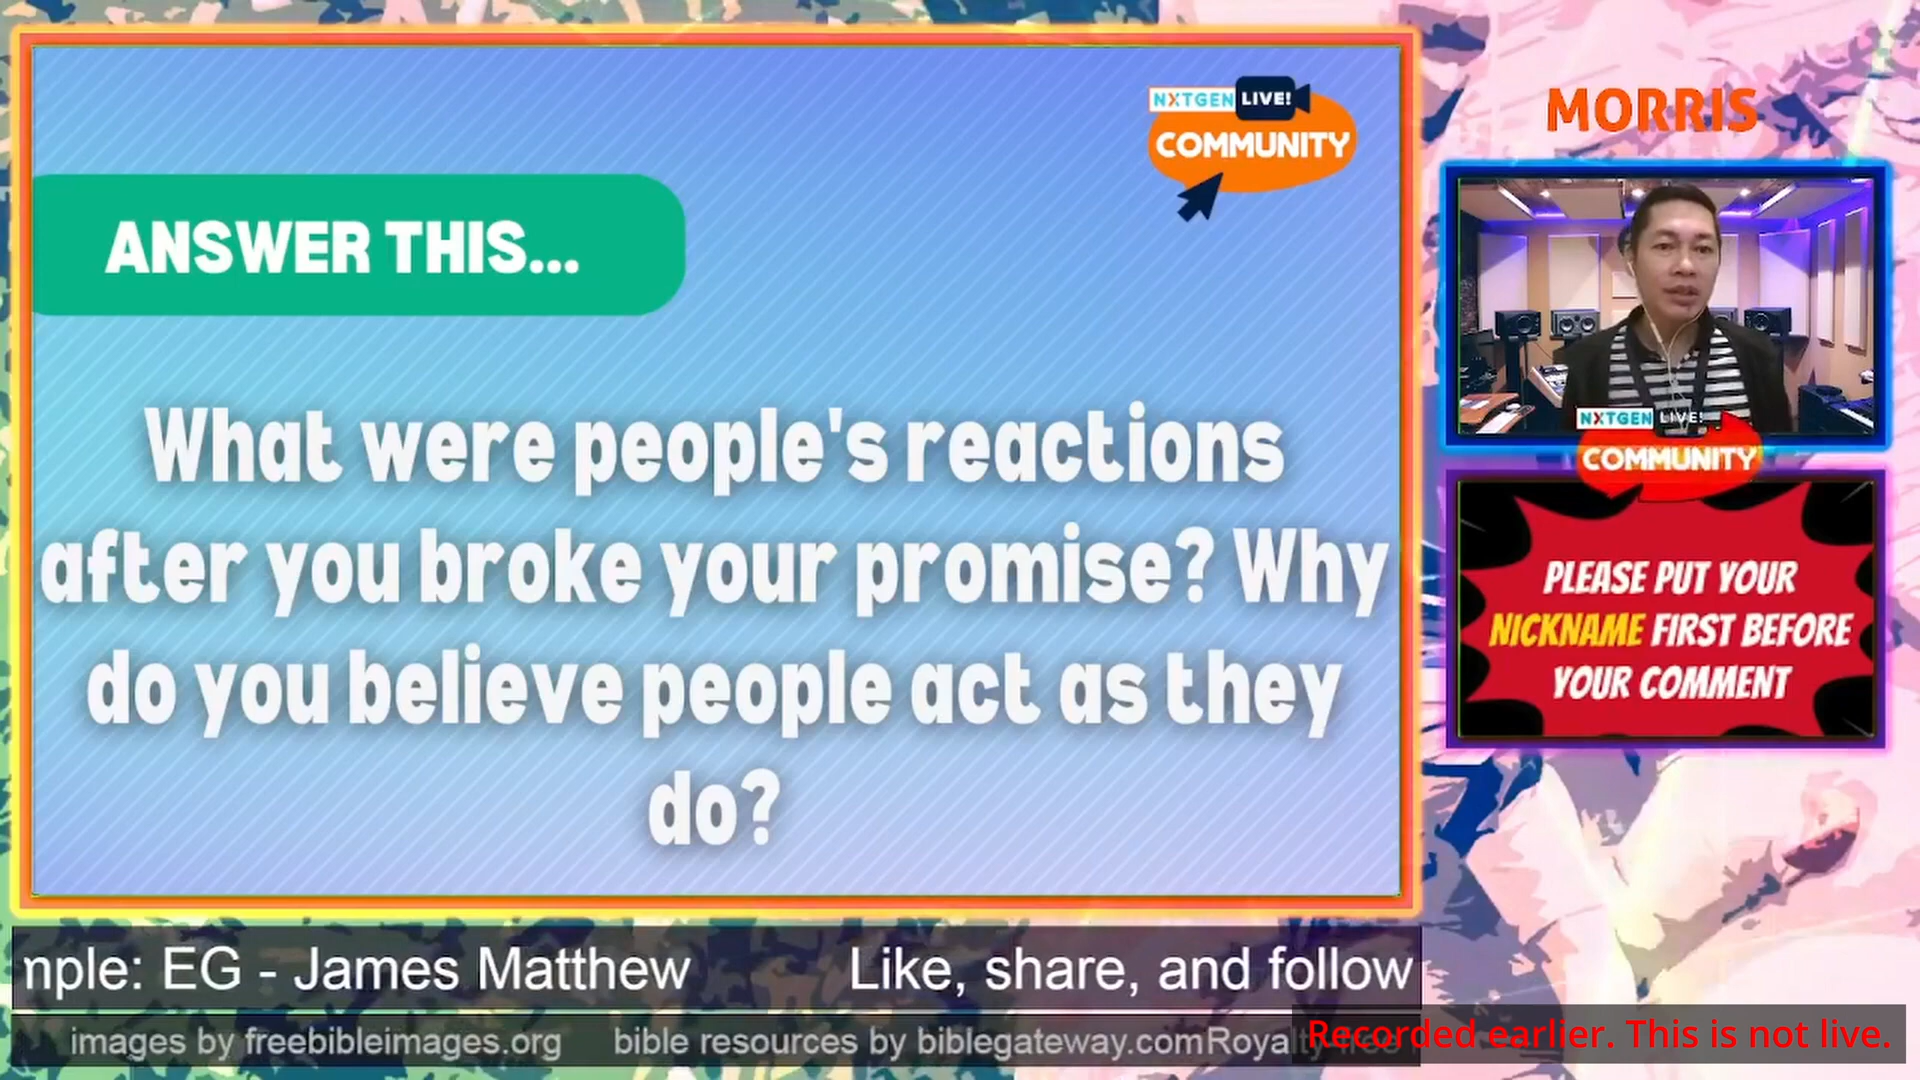 NXTGEN LIVE!
COMMUNITY
ANSWER THIS...
What were people's reactions
after you broke your promise? Why
do you believe people act as they
do?
MORRIS
NXTGEN LIVE!
COMMUNITY
PLEASE PUT YOUR
NICKNAME FIRST BEFORE
YOUR COMMENT
nple: EG - James Matthew Like, share, and follow
images by freebibleimages.org bible resources by biblegateway.comRoyal
Recorded earlier. This is not live.